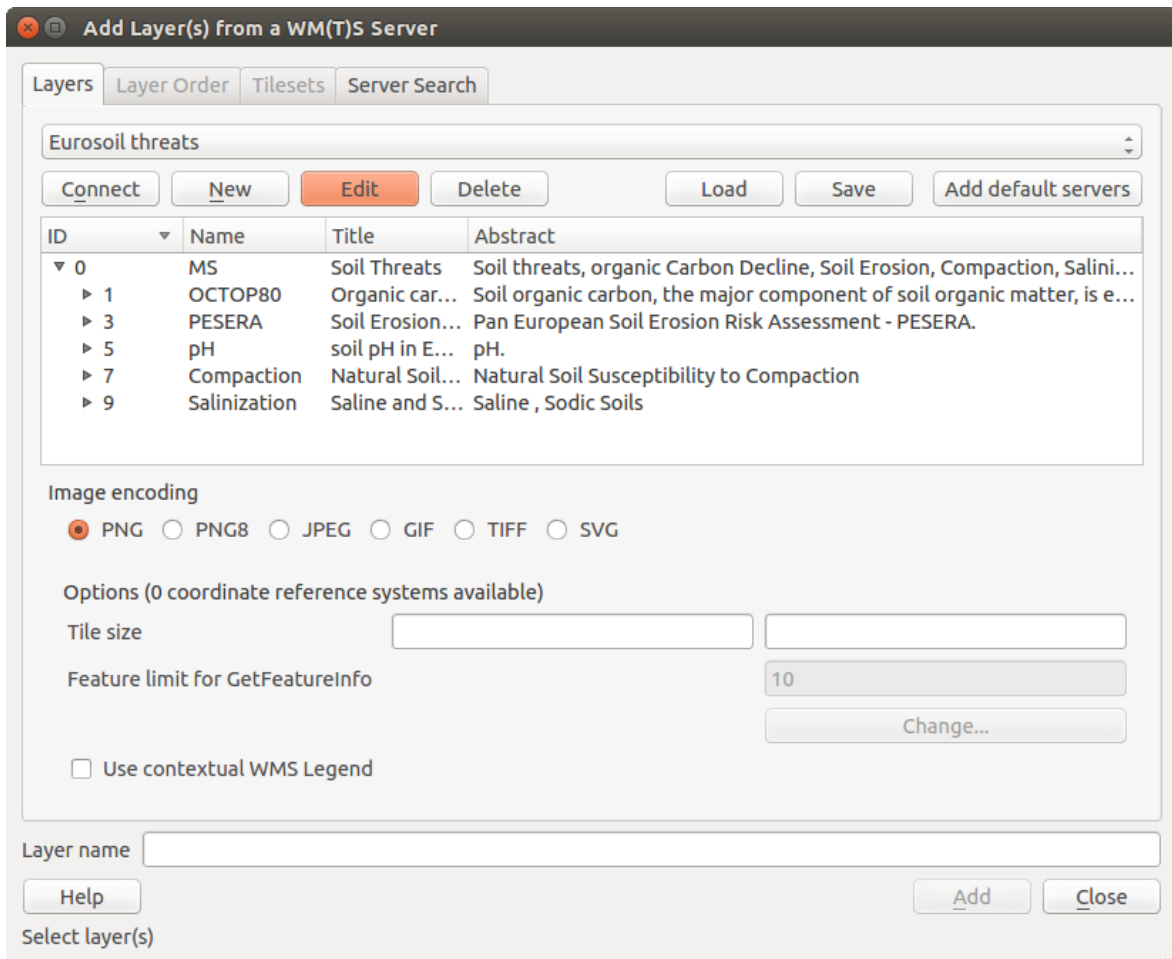 Add Layer(s) from a WM(T)S Server
Layers Layer Order Tilesets Server Search
Eurosoil threats
Connect New Edit Delete Load Save Add default servers
ID Name Title Abstract
0 MS Soil Threats Soil threats, organic Carbon Decline, Soil Erosion, Compaction, Salini...
1 OCTOP80 Organic car... Soil organic carbon, the major component of soil organic matter, is e...
3 PESERA Soil Erosion... Pan European Soil Erosion Risk Assessment - PESERA.
5 pH soil pH in E... pH.
7 Compaction Natural Soil... Natural Soil Susceptibility to Compaction
9 Salinization Saline and S... Saline , Sodic Soils
Image encoding
PNG PNG8 JPEG GIF TIFF SVG
Options (0 coordinate reference systems available)
Tile size
Feature limit for GetFeatureInfo 10
Change...
Use contextual WMS Legend
Layer name
Help Add Close
Select layer(s)